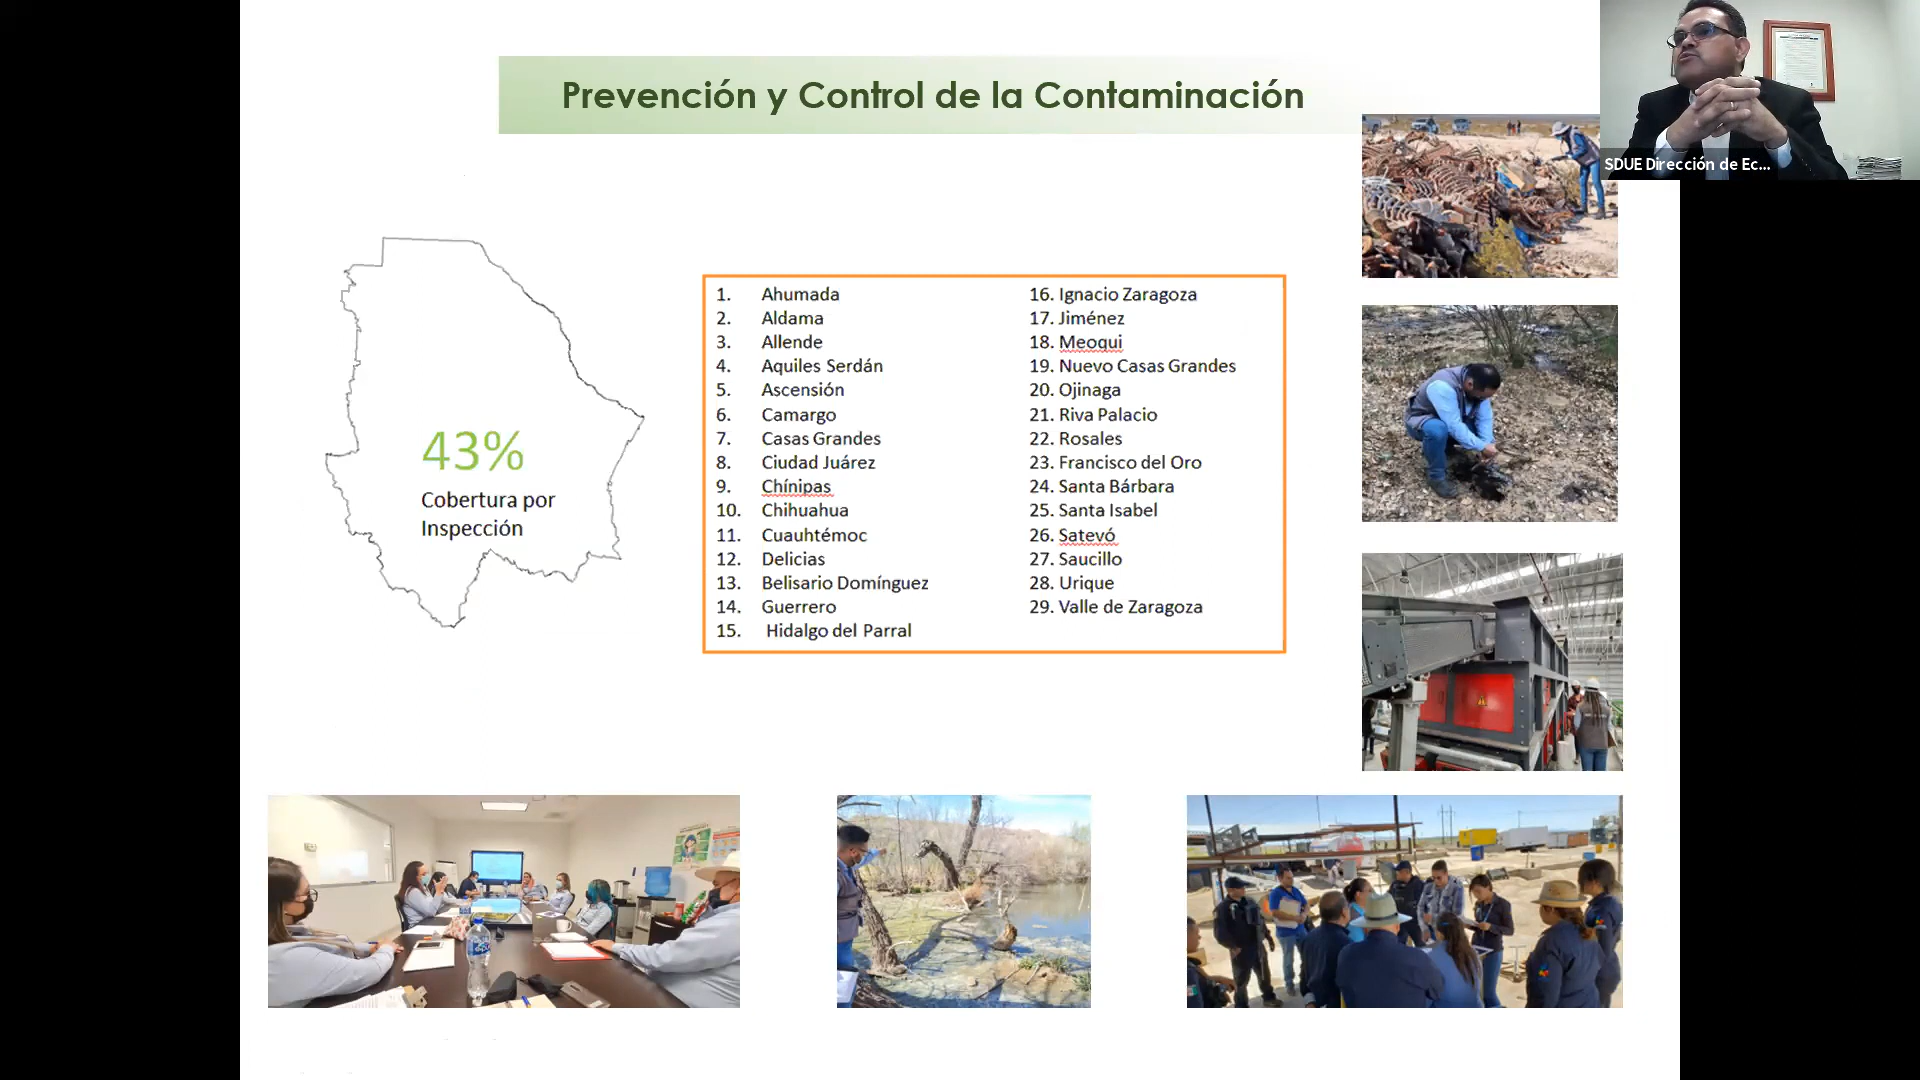 Prevención y Control de la Contaminación
SDUE Dirección de Ec...
43%
Cobertura por
Inspección
1. Ahumada
2. Aldama
3. Allende
4. Aquiles Serdán
5. Ascensión
6. Camargo
7. Casas Grandes
8. Ciudad Juárez
9. Chínipas
10. Chihuahua
11. Cuauhtémoc
12. Delicias
13. Belisario Domínguez
14. Guerrero
15. Hidalgo del Parral
16. Ignacio Zaragoza
17. Jiménez
18. Meoqui
19. Nuevo Casas Grandes
20. Ojinaga
21. Riva Palacio
22. Rosales
23. Francisco del Oro
24. Santa Bárbara
25. Santa Isabel
26. Satevó
27. Saucillo
28. Urique
29. Valle de Zaragoza